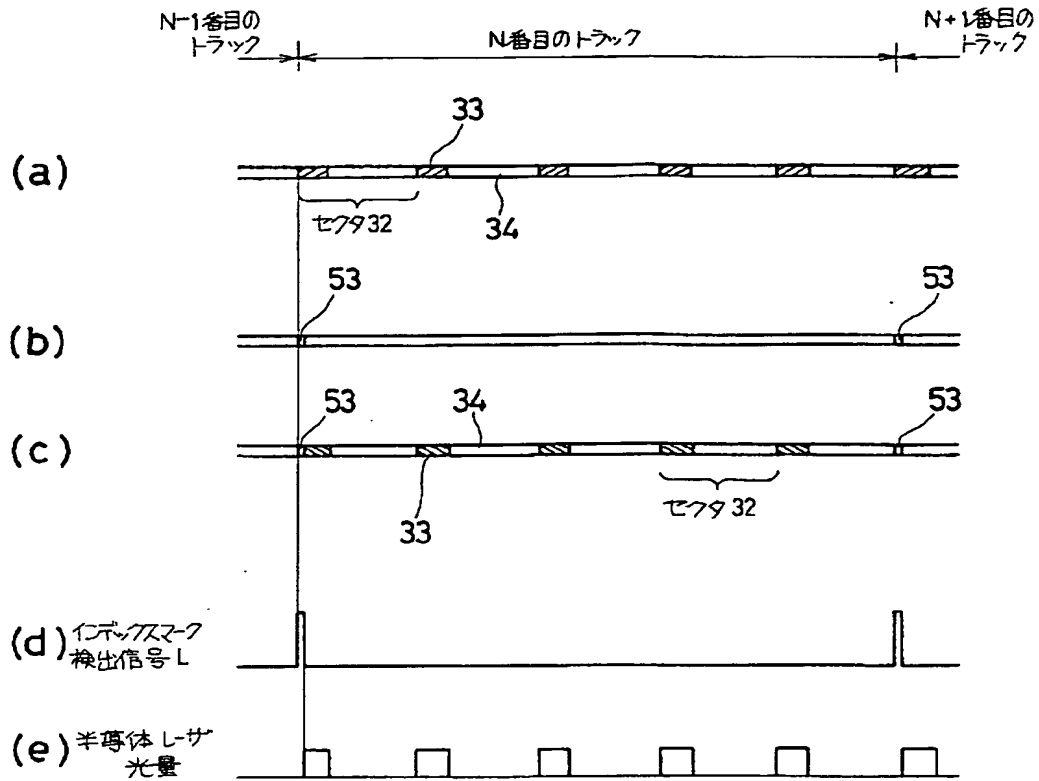 N-1番目の
トラック
N番目のトラック
N+1番目の
トラック
(a)
33
セクタ32
34
(b)
53
53
(c)
53
34
53
33
セクタ32
(d)
インデックスマーク
検出信号L
(e)
半導体レーザ
光量